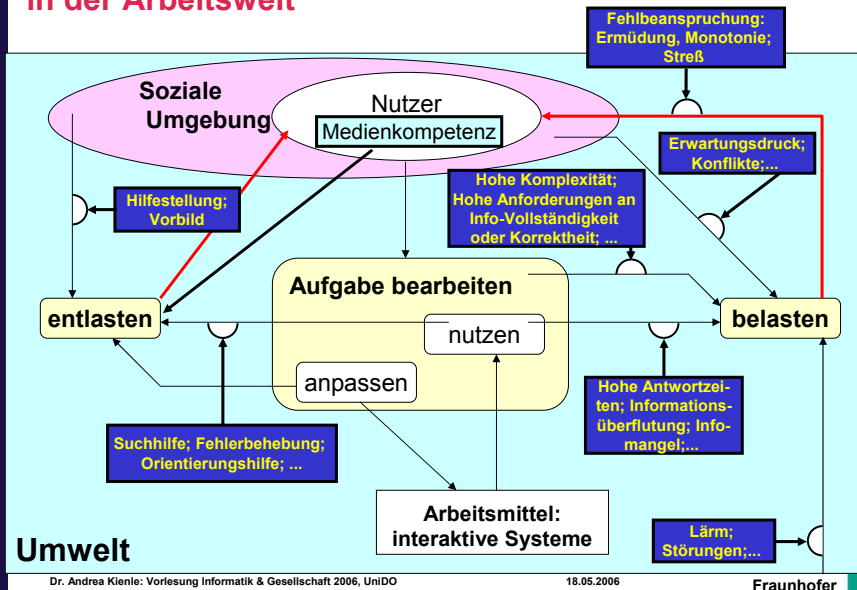 in der Arbeitswelt
Fehlbeanspruchung:
Ermüdung, Monotonie;
Streß
Soziale
Umgebung
Nutzer
Medienkompetenz
Erwartungsdruck;
Konflikte;...
Hilfestellung;
Vorbild
Hohe Komplexität;
Hohe Anforderungen an
Info-Vollständigkeit
oder Korrektheit; ...
Aufgabe bearbeiten
entlasten
nutzen
belasten
anpassen
Suchhilfe; Fehlerbehebung;
Orientierungshilfe; ...
Hohe Antwortzei-
ten; Informations-
überflutung; Info-
mangel;...
Arbeitsmittel:
interaktive Systeme
Lärm;
Störungen;...
Umwelt
Dr. Andrea Kienle: Vorlesung Informatik & Gesellschaft 2006, UniDO
18.05.2006
Fraunhofer